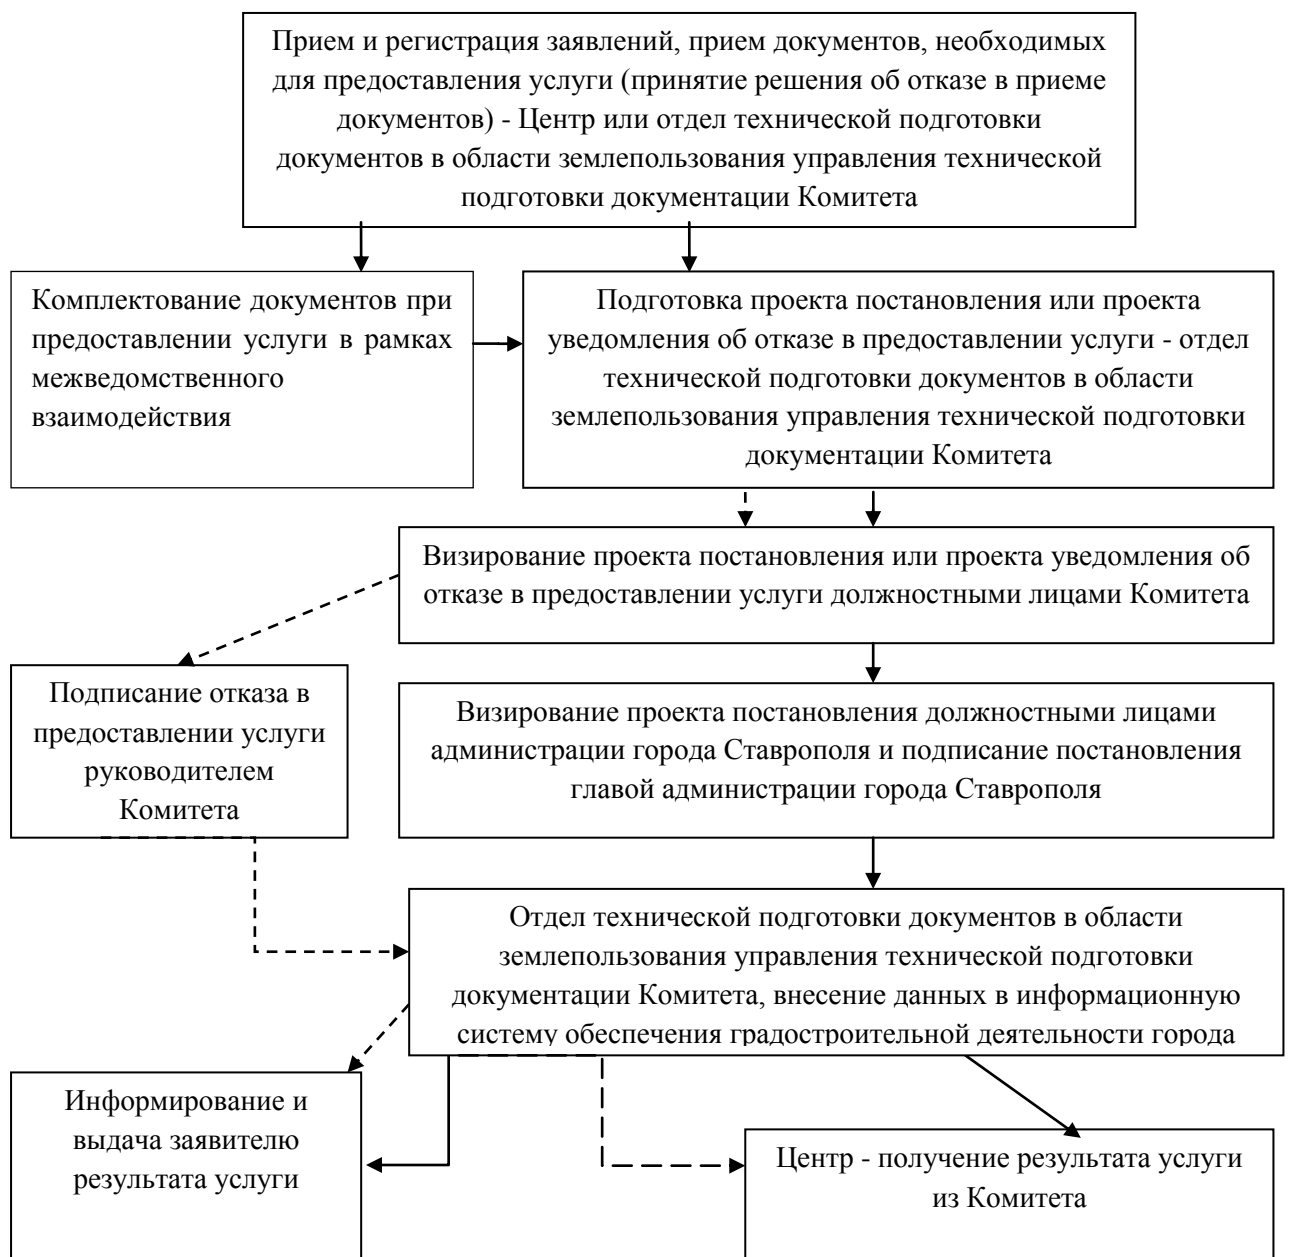 Прием и регистрация заявлений, прием документов, необходимых
для предоставления услуги (принятие решения об отказе в приеме
документов) - Центр или отдел технической подготовки
документов в области землепользования управления технической
подготовки документации Комитета
Комплектование документов при
предоставлении услуги в рамках
межведомственного
взаимодействия
Подготовка проекта постановления или проекта
уведомления об отказе в предоставлении услуги - отдел
технической подготовки документов в области
землепользования управления технической подготовки
документации Комитета
Визирование проекта постановления или проекта уведомления об
отказе в предоставлении услуги должностными лицами Комитета
Подписание отказа в
предоставлении услуги
руководителем
Комитета
Визирование проекта постановления должностными лицами
администрации города Ставрополя и подписание постановления
главой администрации города Ставрополя
Отдел технической подготовки документов в области
землепользования управления технической подготовки
документации Комитета, внесение данных в информационную
систему обеспечения градостроительной деятельности города
Информирование и
выдача заявителю
результата услуги
Центр - получение результата услуги
из Комитета